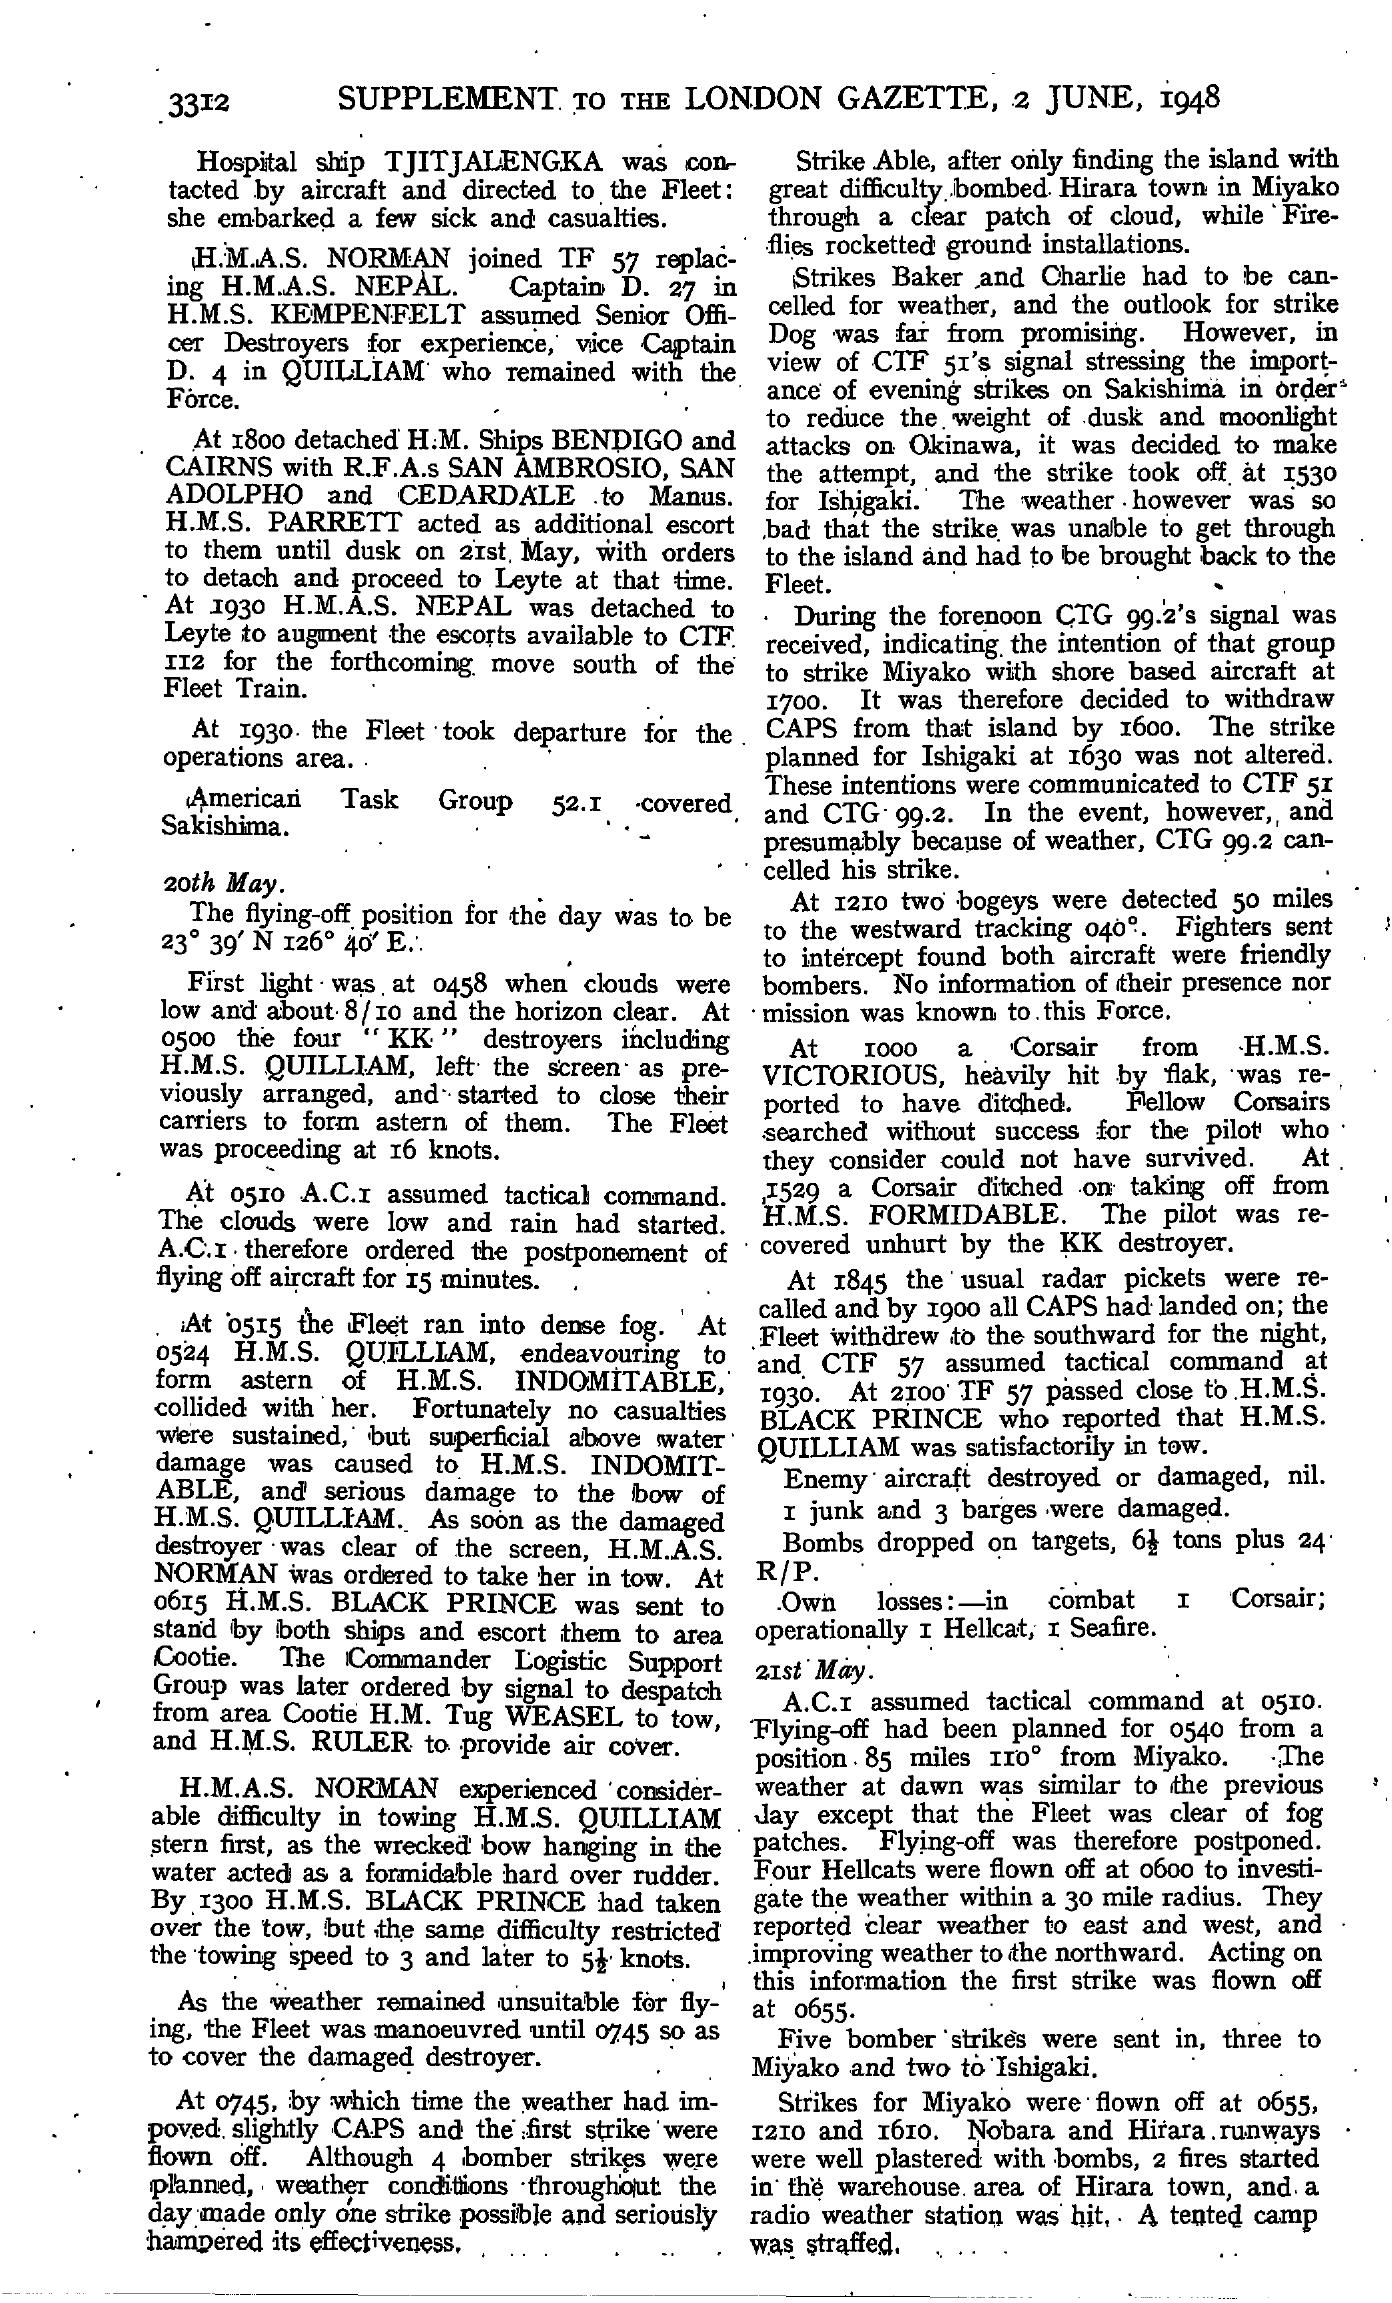 3312 SUPPLEMENT TO THE LONDON GAZETTE, 2 JUNE, 1948
Hospital ship TJITJALENGKA was con-
tacted by aircraft and directed to the Fleet:
she embarked a few sick and casualties.
H.M.A.S. NORMAN joined TF 57 replac-
ing H.M.A.S. NEPAL. Captain D. 27 in
H.M.S. KEMPENFELT assumed Senior Offi-
cer Destroyers for experience, vice Captain
D. 4 in QUILLIAM who remained with the
Force.
At 1800 detached H.M. Ships BENDIGO and
CAIRNS with R.F.A.s SAN AMBROSIO, SAN
ADOLPHO and CEDARDALE to Manus.
H.M.S. PARRETT acted as additional escort
to them until dusk on 21st May, with orders
to detach and proceed to Leyte at that time.
At 1930 H.M.A.S. NEPAL was detached to
Leyte to augment the escorts available to CTF
112 for the forthcoming move south of the
Fleet Train.
At 1930 the Fleet took departure for the
operations area.
American Task Group 52.1 covered
Sakishima.
20th May.
The flying-off position for the day was to be
23° 39′ N 126° 40′ E.
First light was at 0458 when clouds were
low and about 8/10 and the horizon clear. At
0500 the four "KK" destroyers including
H.M.S. QUILLIAM, left the screen as pre-
viously arranged, and started to close their
carriers to form astern of them. The Fleet
was proceeding at 16 knots.
At 0510 A.C.1 assumed tactical command.
The clouds were low and rain had started.
A.C.1 therefore ordered the postponement of
flying off aircraft for 15 minutes.
At 0515 the Fleet ran into dense fog. At
0524 H.M.S. QUILLIAM, endeavouring to
form astern of H.M.S. INDOMITABLE,
collided with her. Fortunately no casualties
were sustained, but superficial above water
damage was caused to H.M.S. INDOMIT-
ABLE, and serious damage to the bow of
H.M.S. QUILLIAM. As soon as the damaged
destroyer was clear of the screen, H.M.A.S.
NORMAN was ordered to take her in tow. At
0615 H.M.S. BLACK PRINCE was sent to
stand by both ships and escort them to area
Cootie. The Commander Logistic Support
Group was later ordered by signal to despatch
from area Cootie H.M. Tug WEASEL to tow,
and H.M.S. RULER to provide air cover.
H.M.A.S. NORMAN experienced consider-
able difficulty in towing H.M.S. QUILLIAM
stern first, as the wrecked bow hanging in the
water acted as a formidable hard over rudder.
By 1300 H.M.S. BLACK PRINCE had taken
over the tow, but the same difficulty restricted
the towing speed to 3 and later to 5½ knots.
As the weather remained unsuitable for fly-
ing, the Fleet was manoeuvred until 0745 so as
to cover the damaged destroyer.
At 0745, by which time the weather had im-
poved slightly CAPS and the first strike were
flown off. Although 4 bomber strikes were
planned, weather conditions throughout the
day made only one strike possible and seriously
hampered its effectiveness.
Strike Able, after only finding the island with
great difficulty bombed Hirara town in Miyako
through a clear patch of cloud, while Fire-
flies rocketted ground installations.
Strikes Baker and Charlie had to be can-
celled for weather, and the outlook for strike
Dog was far from promising. However, in
view of CTF 51's signal stressing the import-
ance of evening strikes on Sakishima in order
to reduce the weight of dusk and moonlight
attacks on Okinawa, it was decided to make
the attempt, and the strike took off at 1530
for Ishigaki. The weather however was so
bad that the strike was unable to get through
to the island and had to be brought back to the
Fleet.
During the forenoon CTG 99.2's signal was
received, indicating the intention of that group
to strike Miyako with shore based aircraft at
1700. It was therefore decided to withdraw
CAPS from that island by 1600. The strike
planned for Ishigaki at 1630 was not altered.
These intentions were communicated to CTF 51
and CTG 99.2. In the event, however, and
presumably because of weather, CTG 99.2 can-
celled his strike.
At 1210 two bogeys were detected 50 miles
to the westward tracking 040°. Fighters sent
to intercept found both aircraft were friendly
bombers. No information of their presence nor
mission was known to this Force.
At 1000 a Corsair from H.M.S.
VICTORIOUS, heavily hit by flak, was re-
ported to have ditched. Fellow Corsairs
searched without success for the pilot who
they consider could not have survived. At
1529 a Corsair ditched on taking off from
H.M.S. FORMIDABLE. The pilot was re-
covered unhurt by the KK destroyer.
At 1845 the usual radar pickets were re-
called and by 1900 all CAPS had landed on; the
Fleet withdrew to the southward for the night,
and CTF 57 assumed tactical command at
1930. At 2100 TF 57 passed close to H.M.S.
BLACK PRINCE who reported that H.M.S.
QUILLIAM was satisfactorily in tow.
Enemy aircraft destroyed or damaged, nil.
1 junk and 3 barges were damaged.
Bombs dropped on targets, 6½ tons plus 24
R/P.
Own losses:—in combat 1 Corsair;
operationally 1 Hellcat, 1 Seafire.
21st May.
A.C.1 assumed tactical command at 0510.
Flying-off had been planned for 0540 from a
position 85 miles 110° from Miyako. The
weather at dawn was similar to the previous
day except that the Fleet was clear of fog
patches. Flying-off was therefore postponed.
Four Hellcats were flown off at 0600 to investi-
gate the weather within a 30 mile radius. They
reported clear weather to east and west, and
improving weather to the northward. Acting on
this information the first strike was flown off
at 0655.
Five bomber strikes were sent in, three to
Miyako and two to Ishigaki.
Strikes for Miyako were flown off at 0655,
1210 and 1610. Nobara and Hirara runways
were well plastered with bombs, 2 fires started
in the warehouse area of Hirara town, and a
radio weather station was hit. A tented camp
was straffed.